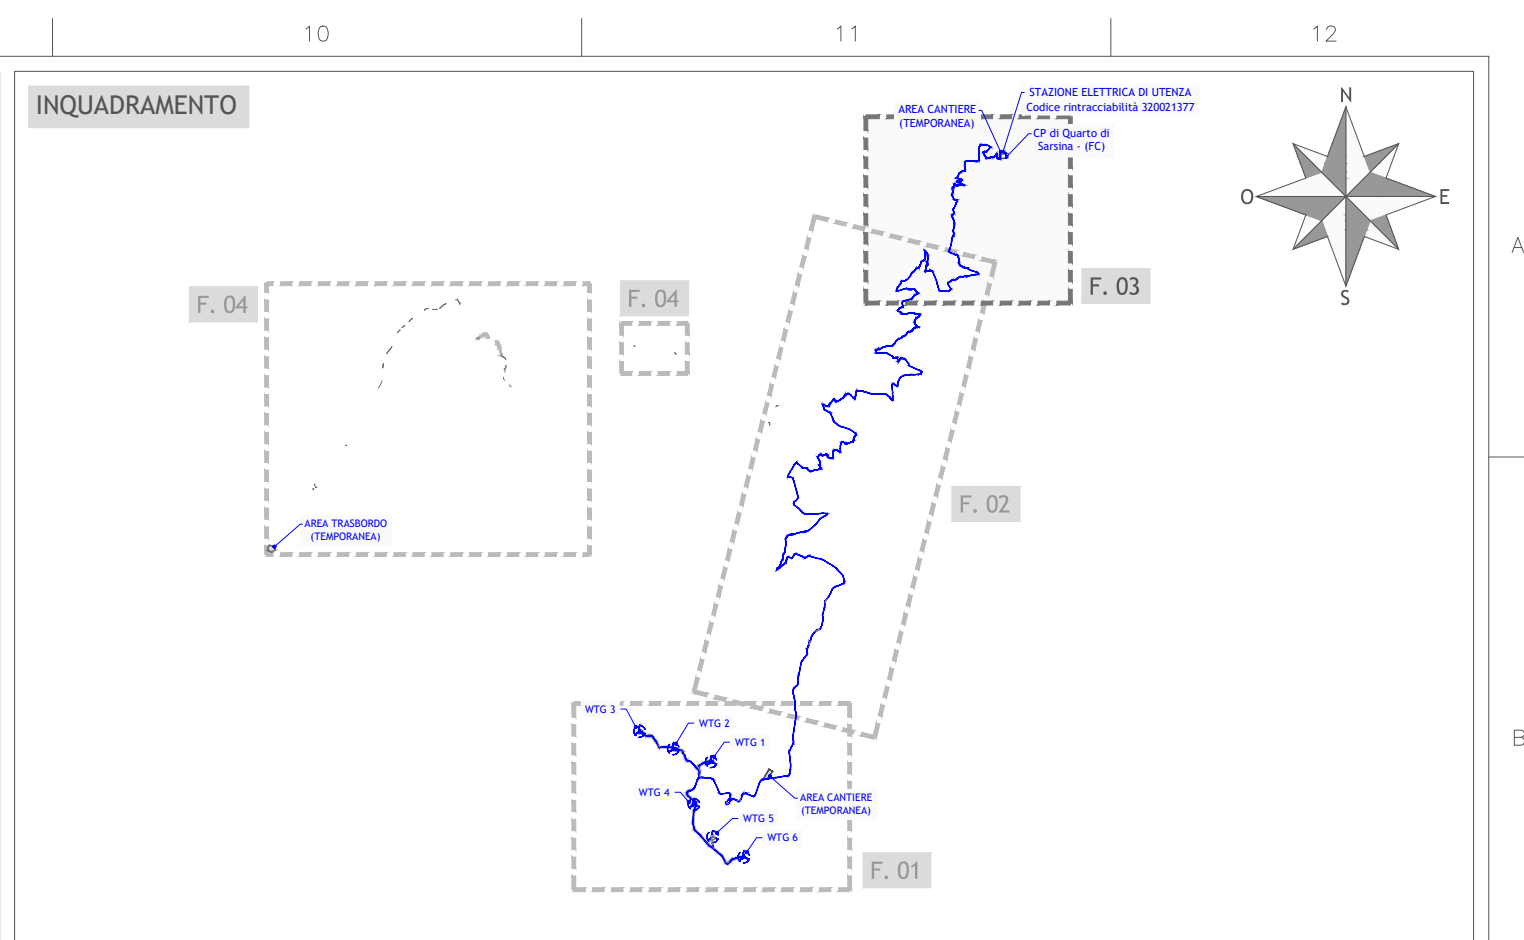 10
11
12
INQUADRAMENTO
STAZIONE ELETTRICA DI UTENZA
Codice rintracciabilità 320021377
AREA CANTIERE
(TEMPORANEA)
CP di Quarto di
Sarsina - (FC)
N
O
E
S
A
F. 03
F. 04
F. 04
F. 02
AREA TRASBORDO
(TEMPORANEA)
WTG 3
WTG 2
WTG 1
B
WTG 4
AREA CANTIERE
(TEMPORANEA)
WTG 5
WTG 6
F. 01